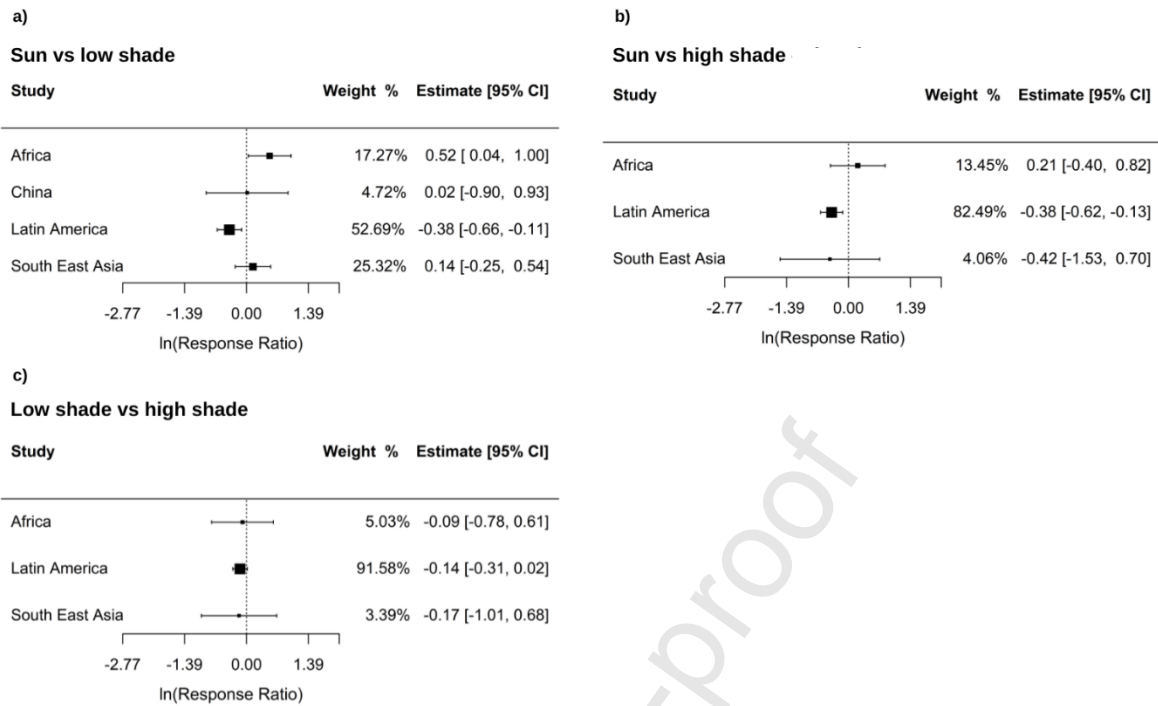 a)
Sun vs low shade
Study Weight % Estimate [95% CI]
Africa 17.27% 0.52 [ 0.04, 1.00]
China 4.72% 0.02 [-0.90, 0.93]
Latin America 52.69% -0.38 [-0.66, -0.11]
South East Asia 25.32% 0.14 [-0.25, 0.54]
-2.77 -1.39 0.00 1.39
ln(Response Ratio)
b)
Sun vs high shade
Study Weight % Estimate [95% CI]
Africa 13.45% 0.21 [-0.40, 0.82]
Latin America 82.49% -0.38 [-0.62, -0.13]
South East Asia 4.06% -0.42 [-1.53, 0.70]
-2.77 -1.39 0.00 1.39
ln(Response Ratio)
c)
Low shade vs high shade
Study Weight % Estimate [95% CI]
Africa 5.03% -0.09 [-0.78, 0.61]
Latin America 91.58% -0.14 [-0.31, 0.02]
South East Asia 3.39% -0.17 [-1.01, 0.68]
-2.77 -1.39 0.00 1.39
ln(Response Ratio)
-proof